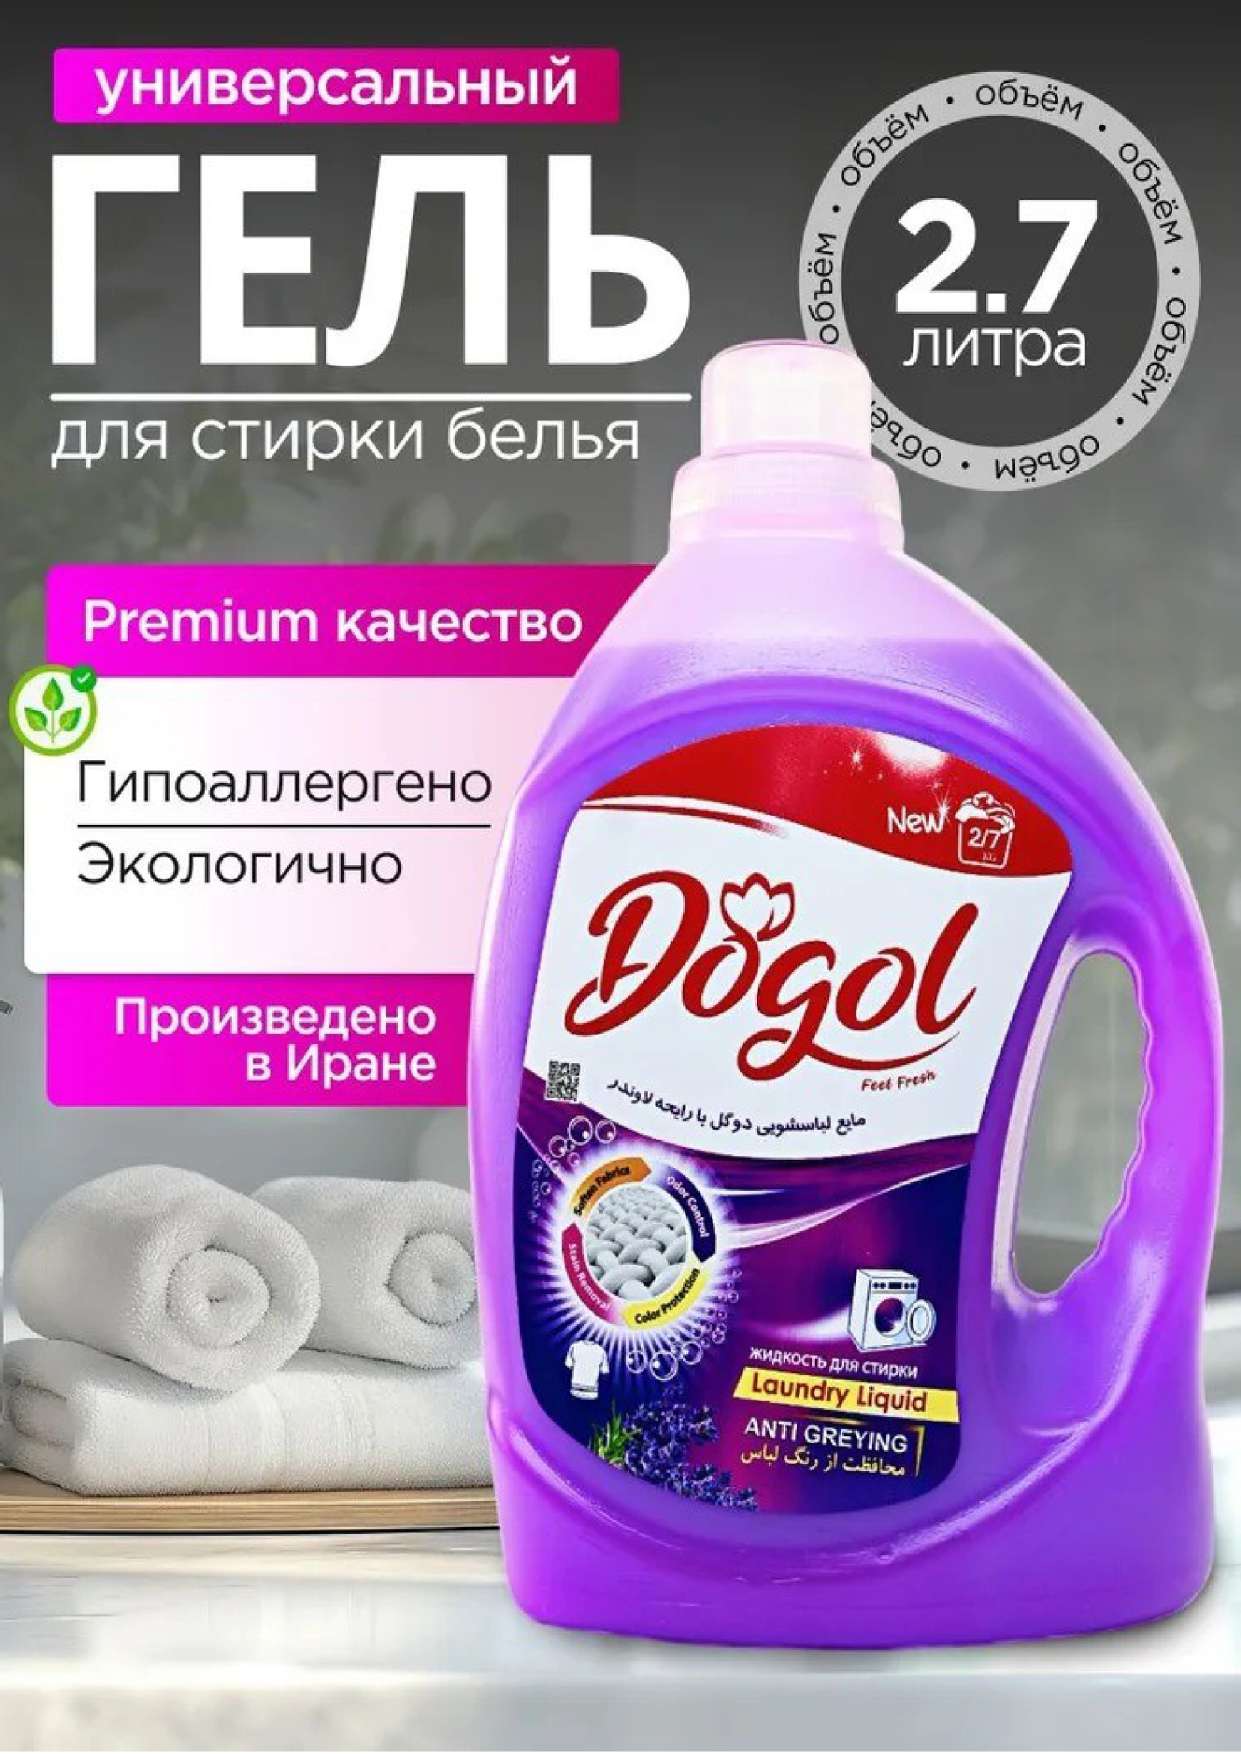 универсальный
ГЕЛЬ
для стирки белья
объём • объём • объём • объём • объём • объём • объём • объём
2.7
литра
Premium качество
Гипоаллергено
Экологично
Произведено
в Иране
New
2/7
KG
Dogol
Feel Fresh
مایع لباسشویی دوگل با رایحه لاوندر
Soften Fabrics
Odor Control
Stain Removal
Color Protection
жидкость для стирки
Laundry Liquid
ANTI GREYING
محافظت از رنگ لباس